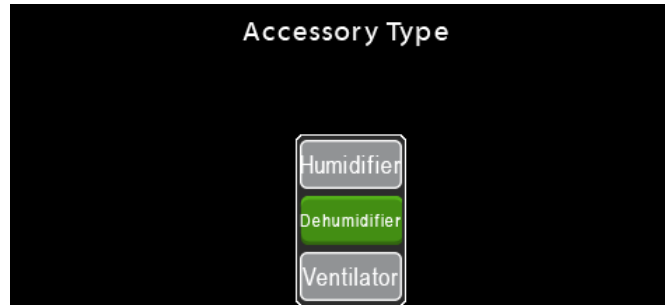 Accessory Type
Humidifier
Dehumidifier
Ventilator